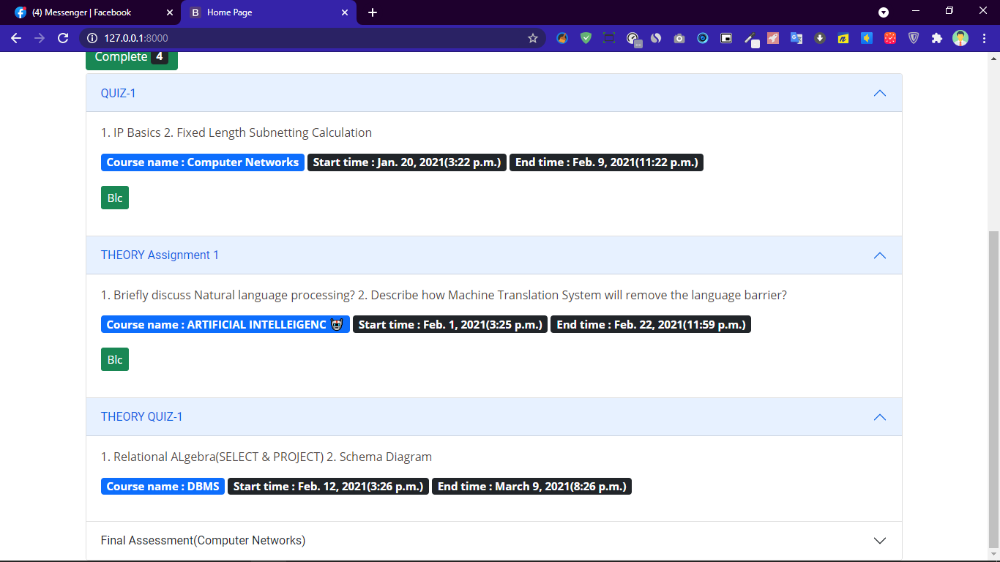 (4) Messenger | Facebook
Home Page
127.0.0.1:8000
Complete 4
QUIZ-1
1. IP Basics 2. Fixed Length Subnetting Calculation
Course name : Computer Networks Start time : Jan. 20, 2021(3:22 p.m.) End time : Feb. 9, 2021(11:22 p.m.)
Blc
THEORY Assignment 1
1. Briefly discuss Natural language processing? 2. Describe how Machine Translation System will remove the language barrier?
Course name : ARTIFICIAL INTELLEIGENC 🤖 Start time : Feb. 1, 2021(3:25 p.m.) End time : Feb. 22, 2021(11:59 p.m.)
Blc
THEORY QUIZ-1
1. Relational ALgebra(SELECT & PROJECT) 2. Schema Diagram
Course name : DBMS Start time : Feb. 12, 2021(3:26 p.m.) End time : March 9, 2021(8:26 p.m.)
Final Assessment(Computer Networks)